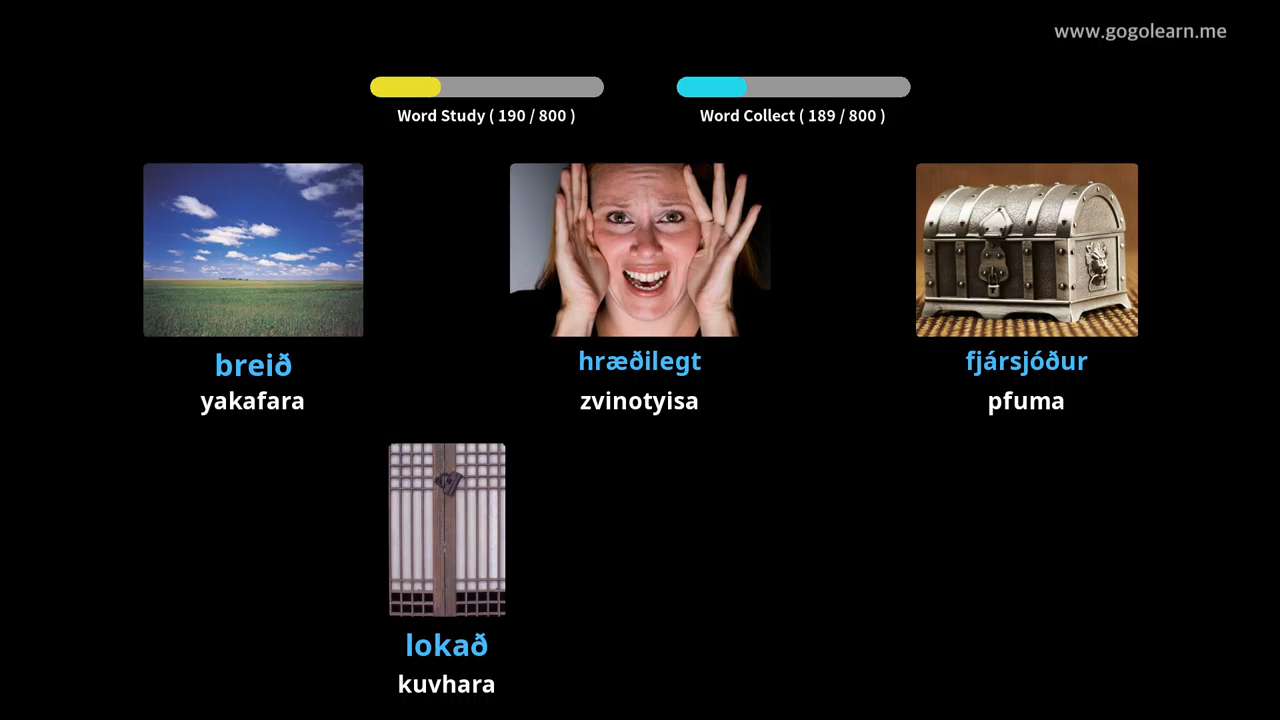 www.gogolearn.me
Word Study ( 190 / 800 )
Word Collect ( 189 / 800 )
breið
yakafara
hræðilegt
zvinotyisa
fjársjóður
pfuma
lokað
kuvhara